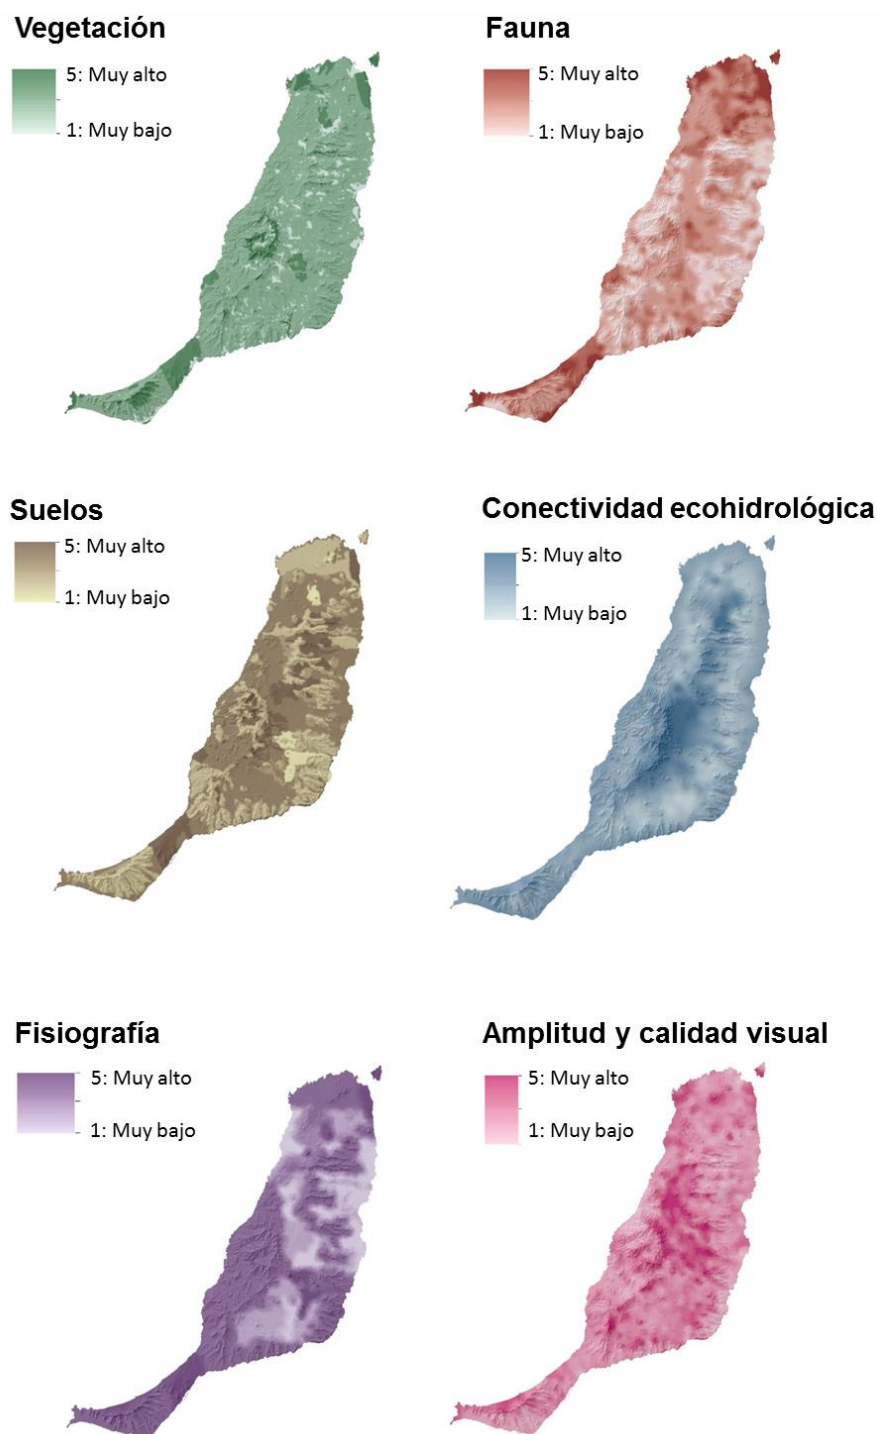 Vegetación
5: Muy alto
1: Muy bajo
Fauna
5: Muy alto
1: Muy bajo
Suelos
5: Muy alto
1: Muy bajo
Conectividad ecohidrológica
5: Muy alto
1: Muy bajo
Fisiografía
5: Muy alto
1: Muy bajo
Amplitud y calidad visual
5: Muy alto
1: Muy bajo